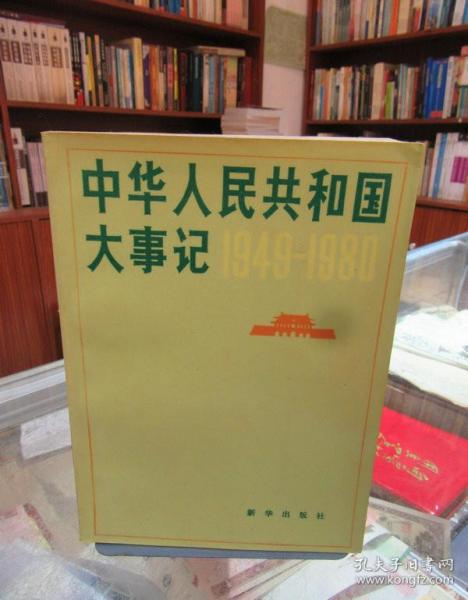 中华人民共和国
大事记 1949-1980
新华出版社
孔夫子旧书网
www.kongfz.com